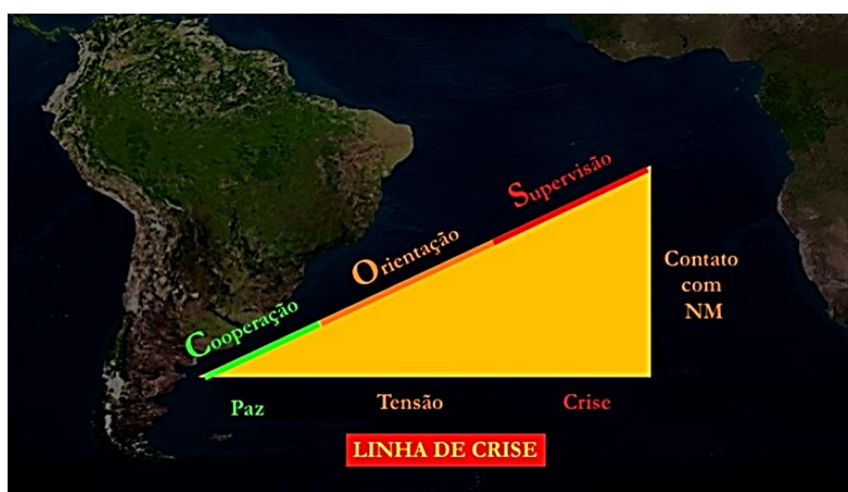 Supervisão
Orientação
Cooperação
Contato
com
NM
Paz
Tensão
Crise
LINHA DE CRISE